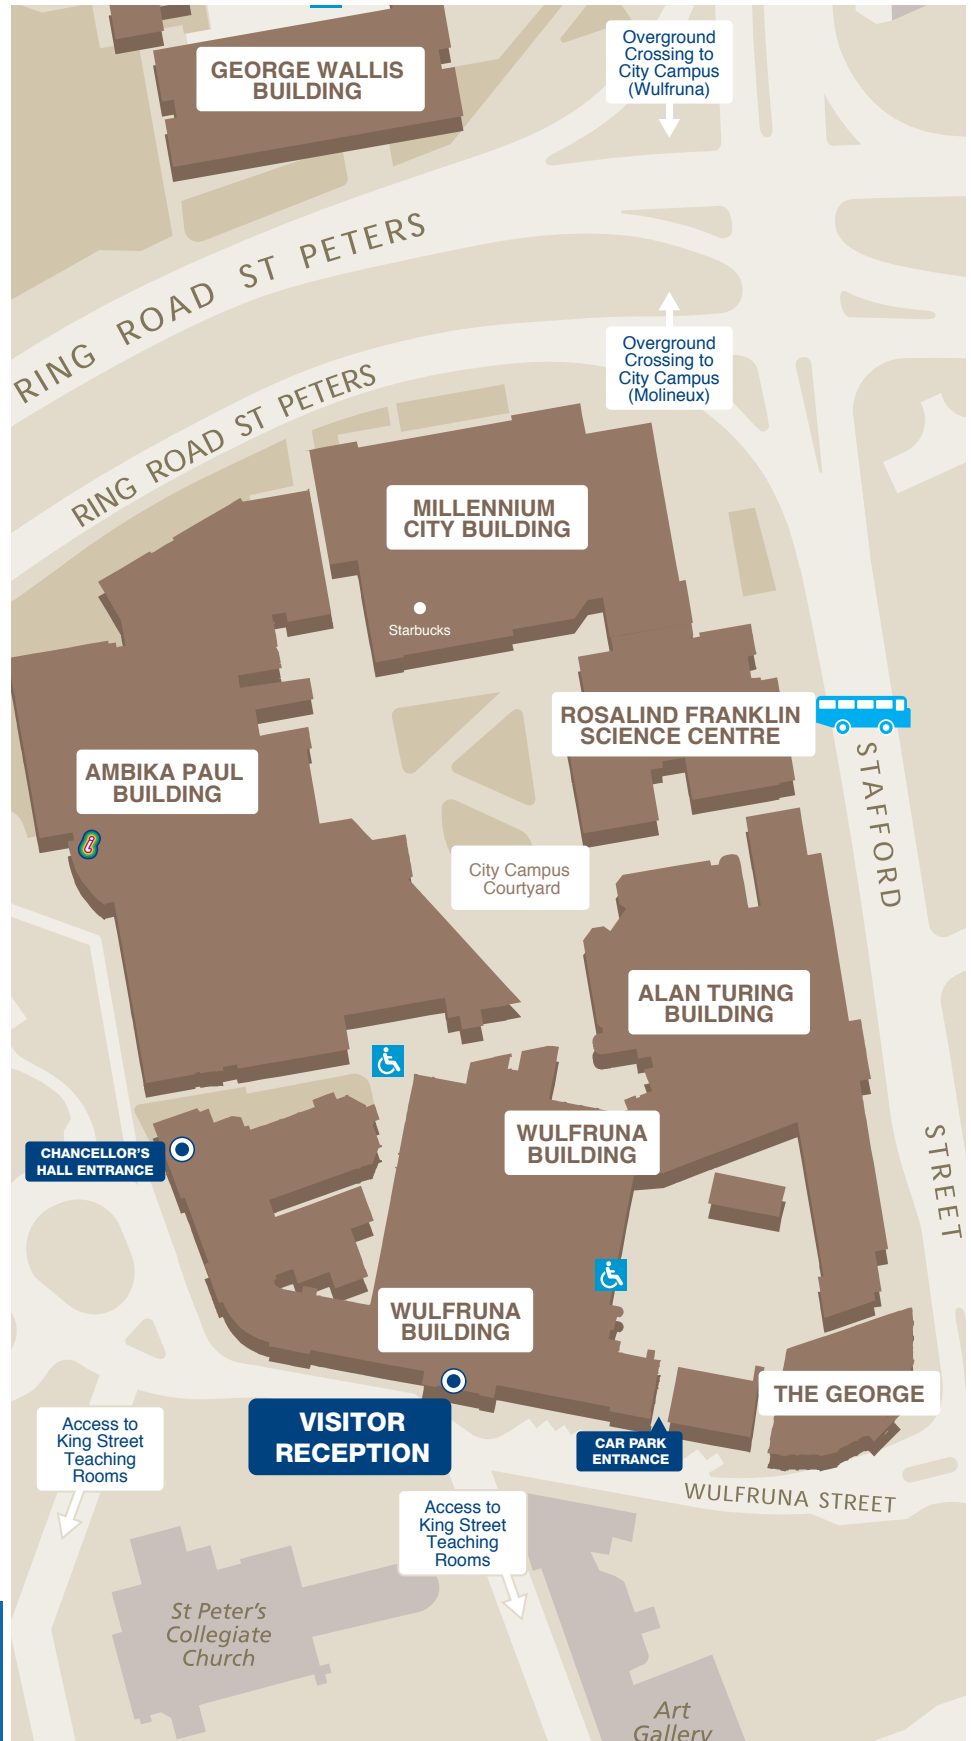 GEORGE WALLIS
BUILDING
Overground
Crossing to
City Campus
(Wulfruna)
RING ROAD ST PETERS
Overground
Crossing to
City Campus
(Molineux)
RING ROAD ST PETERS
MILLENNIUM
CITY BUILDING
Starbucks
ROSALIND FRANKLIN
SCIENCE CENTRE
AMBIKA PAUL
BUILDING
i
City Campus
Courtyard
STAFFORD
STREET
ALAN TURING
BUILDING
WULFRUNA
BUILDING
CHANCELLOR'S
HALL ENTRANCE
WULFRUNA
BUILDING
THE GEORGE
VISITOR
RECEPTION
CAR PARK
ENTRANCE
Access to
King Street
Teaching
Rooms
WULFRUNA STREET
Access to
King Street
Teaching
Rooms
St Peter's
Collegiate
Church
Art
Gallery